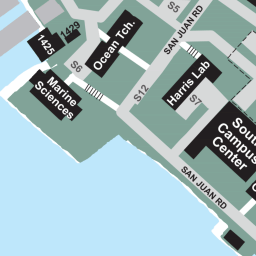 S5
SAN JUAN RD
1429
1425
Ocean Tch.
S6
Marine
Sciences
Harris Lab
S7
S12
South
Campus
Center
SAN JUAN RD